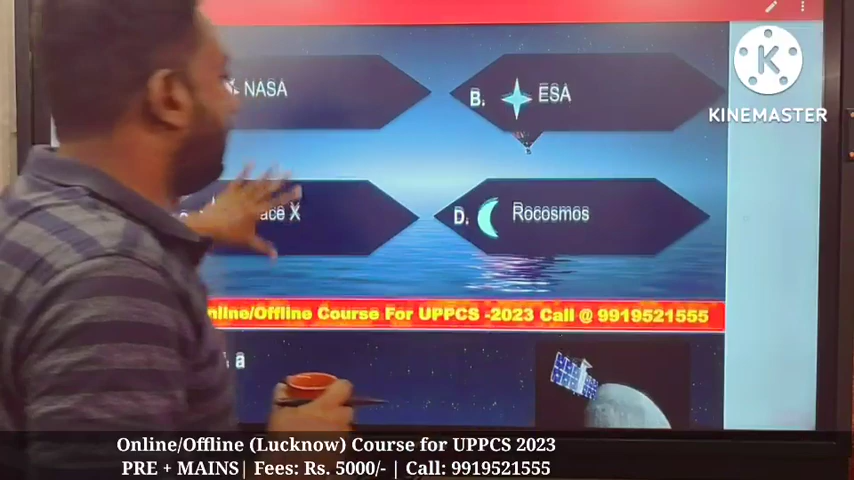 NASA
B. ESA
KINEMASTER
ace X
D. Rocosmos
nline/Offline Course For UPPCS -2023 Call @ 9919521555
a
Online/Offline (Lucknow) Course for UPPCS 2023
PRE + MAINS| Fees: Rs. 5000/- | Call: 9919521555